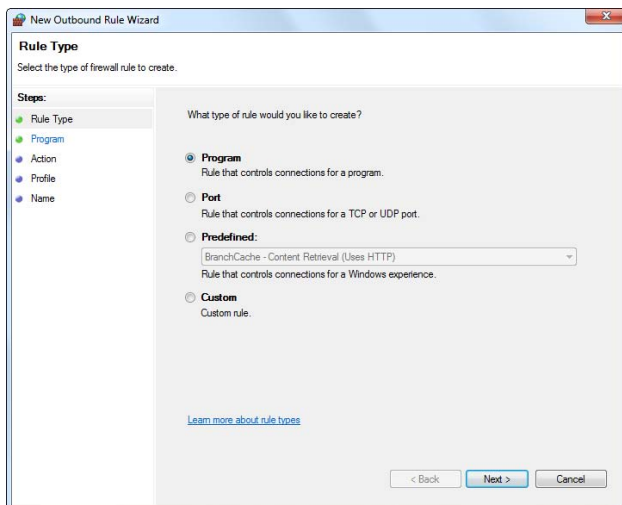 New Outbound Rule Wizard
Rule Type
Select the type of firewall rule to create.
Steps:
Rule Type
Program
Action
Profile
Name
What type of rule would you like to create?
Program
Rule that controls connections for a program.
Port
Rule that controls connections for a TCP or UDP port.
Predefined:
BranchCache - Content Retrieval (Uses HTTP)
Rule that controls connections for a Windows experience.
Custom
Custom rule.
Learn more about rule types
< Back
Next >
Cancel